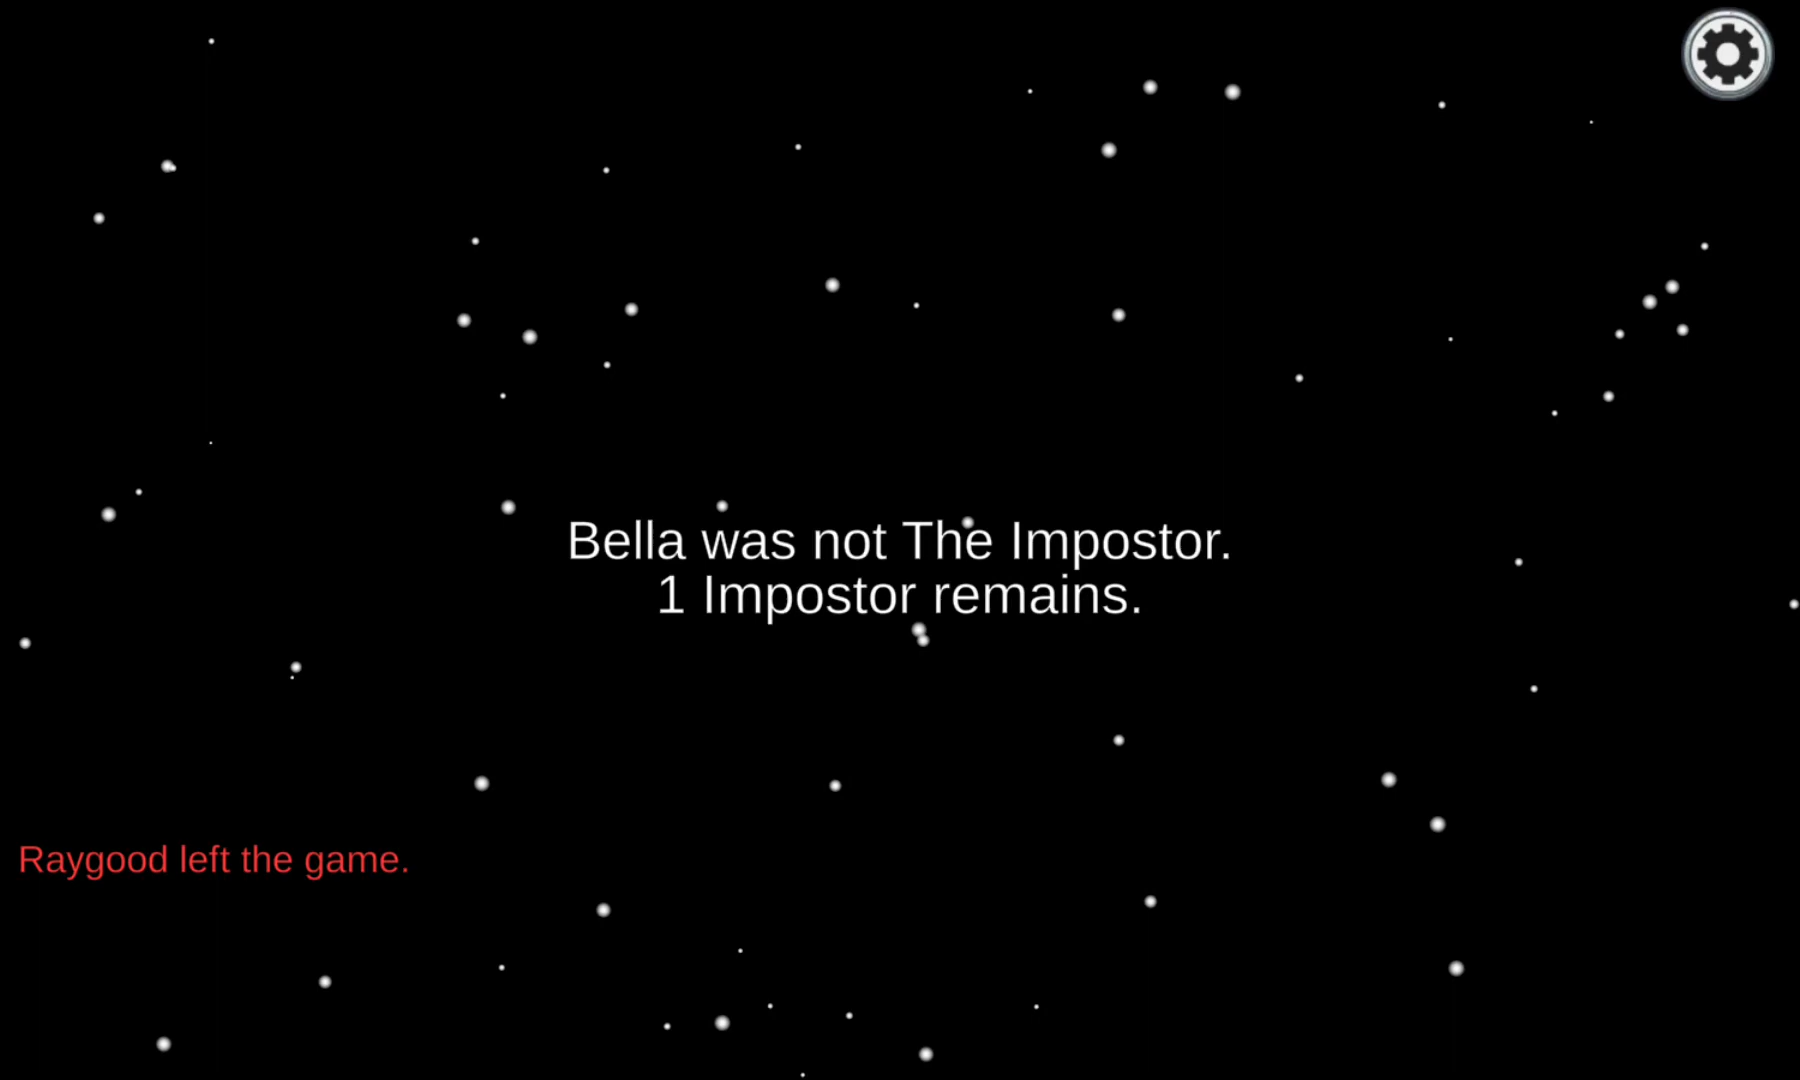 Bella was not The Impostor.
1 Impostor remains.
Raygood left the game.